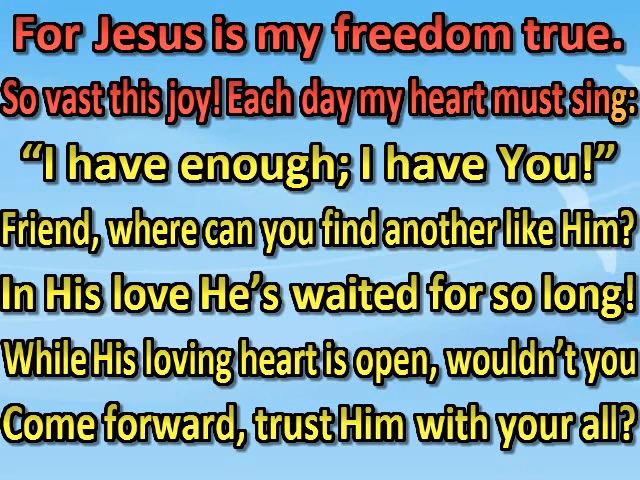 For Jesus is my freedom true.
So vast this joy! Each day my heart must sing:
“I have enough; I have You!”
Friend, where can you find another like Him?
In His love He’s waited for so long!
While His loving heart is open, wouldn’t you
Come forward, trust Him with your all?